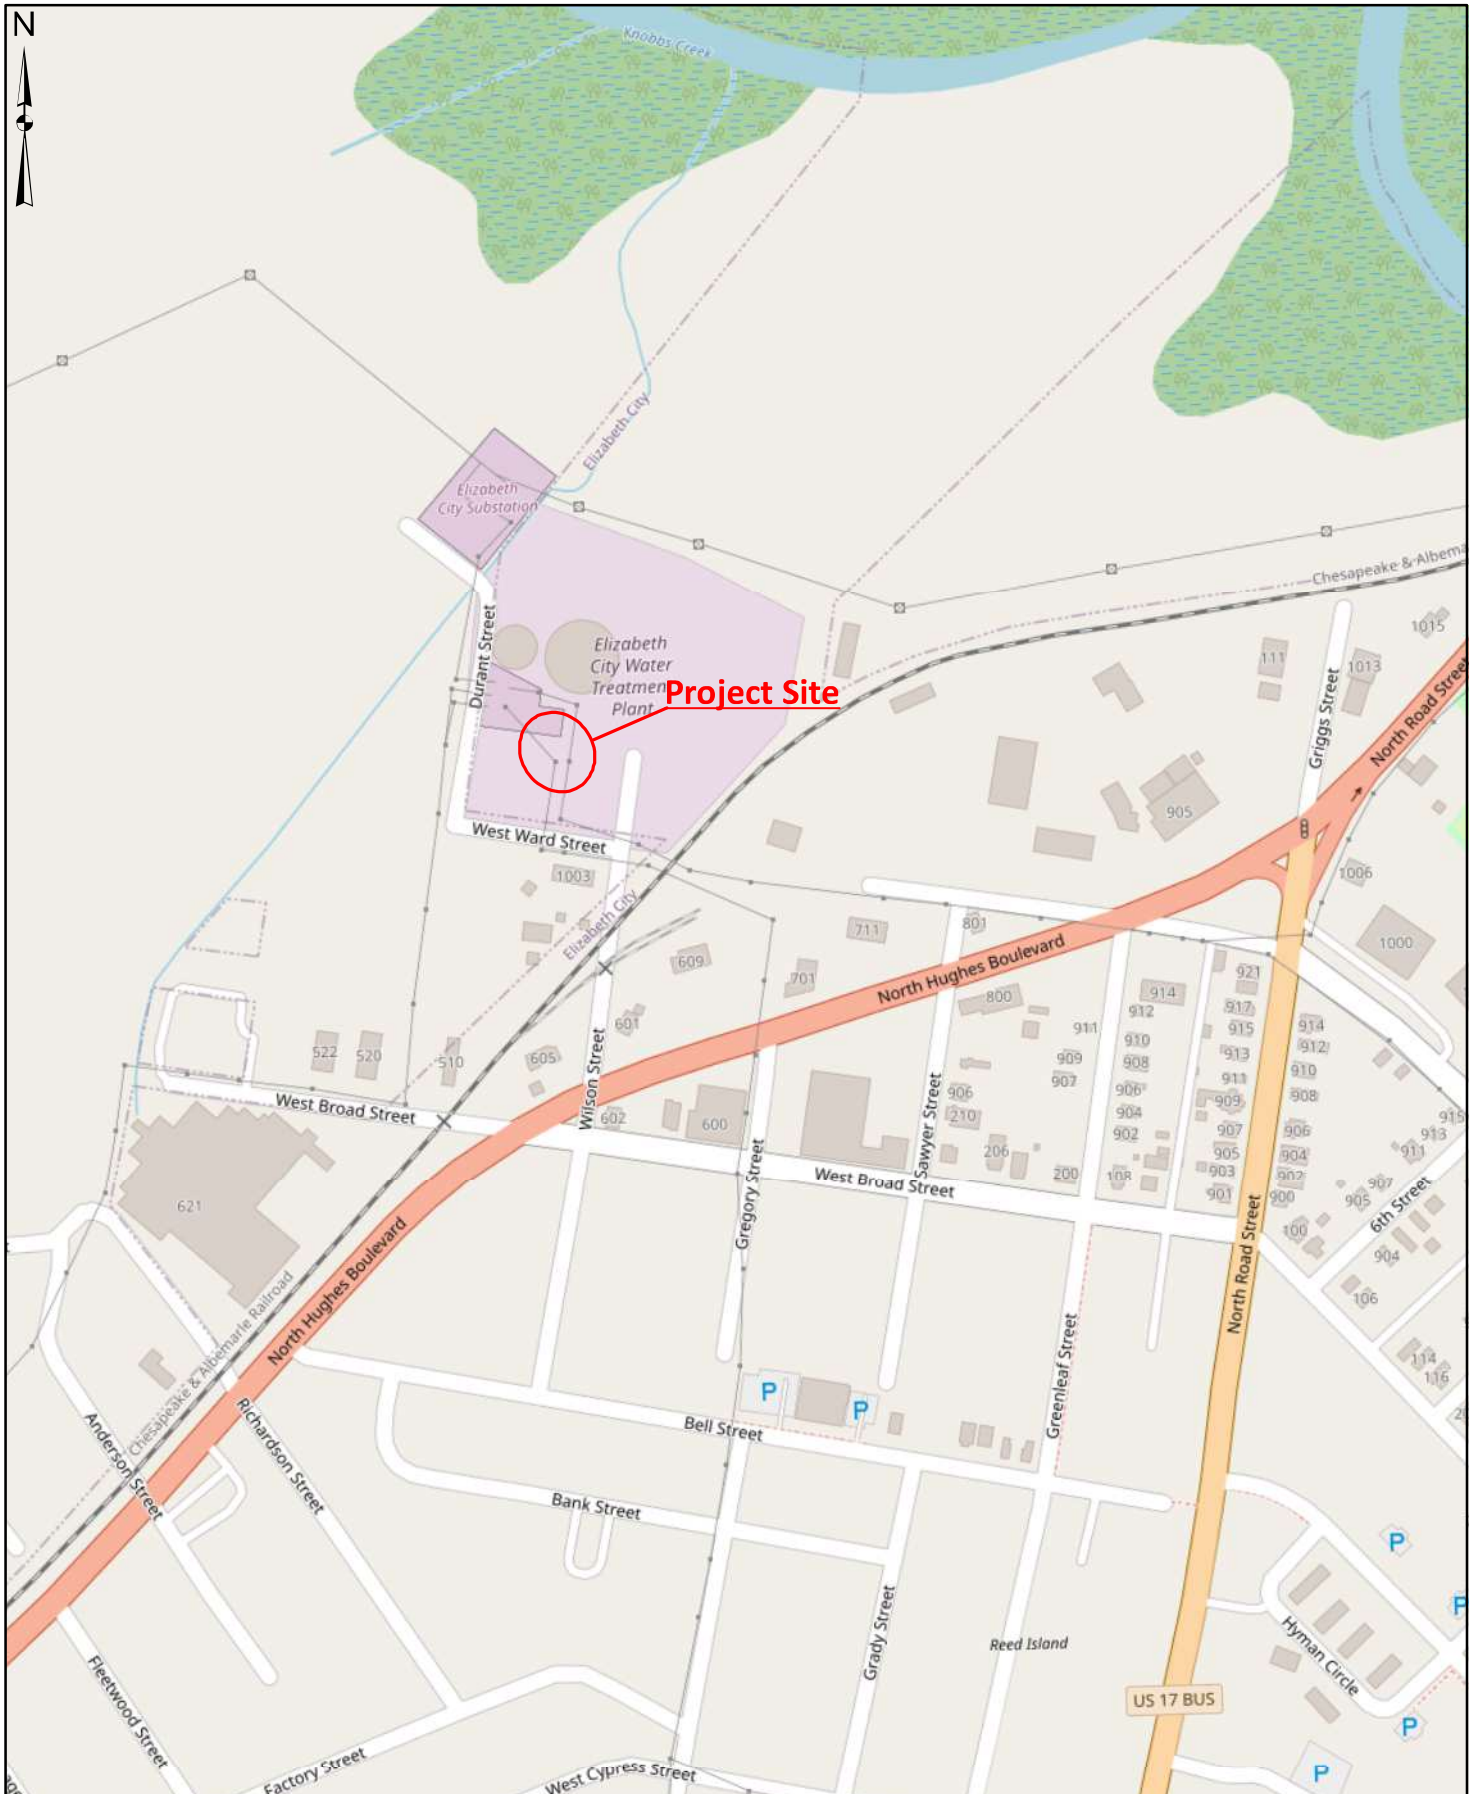 N
Knobbs Creek
Elizabeth City
Elizabeth
City Substation
Chesapeake & Albema
Durant Street
Elizabeth
City Water
Treatmen
Plant
Project Site
1015
111
1013
Griggs Street
North Road Street
905
West Ward Street
1003
1006
Elizabeth City
711
801
1000
North Hughes Boulevard
609
701
921
914
800
917
912
601
911
915
914
522
520
510
605
910
912
909
908
913
910
Wilson Street
907
911
906
906
908
West Broad Street
909
602
600
210
904
915
902
907
906
913
Sawyer Street
206
905
904
911
200
108
903
902
West Broad Street
901
900
907
905
621
Gregory Street
100
6th Street
904
North Road Street
106
Chesapeake & Albemarle Railroad
North Hughes Boulevard
Greenleaf Street
114
116
P
P
Anderson Street
Richardson Street
Bell Street
Bank Street
P
P
Grady Street
Reed Island
Hyman Circle
Fleetwood Street
US 17 BUS
P
Factory Street
West Cypress Street
P